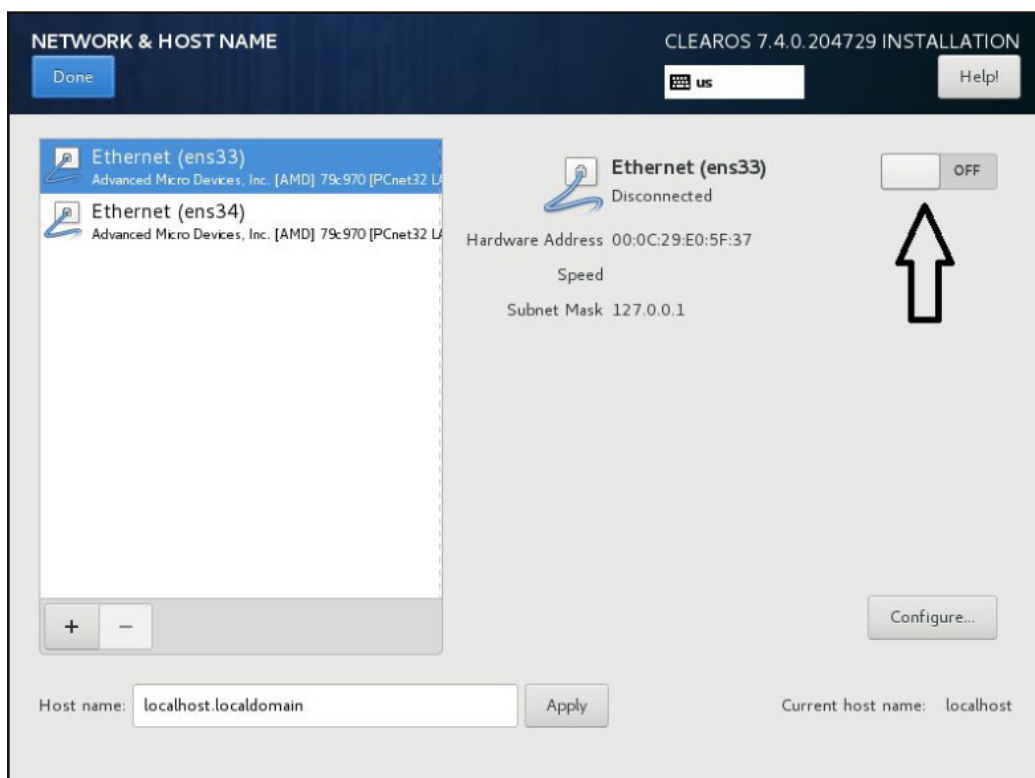 NETWORK & HOST NAME
CLEAROS 7.4.0.204729 INSTALLATION
Done
us
Help!
Ethernet (ens33)
Advanced Micro Devices, Inc. [AMD] 79c970 [PCnet32 LA
Ethernet (ens34)
Advanced Micro Devices, Inc. [AMD] 79c970 [PCnet32 LA
Ethernet (ens33)
Disconnected
OFF
Hardware Address 00:0C:29:E0:5F:37
Speed
Subnet Mask 127.0.0.1
+ −
Configure...
Host name: localhost.localdomain Apply
Current host name: localhost